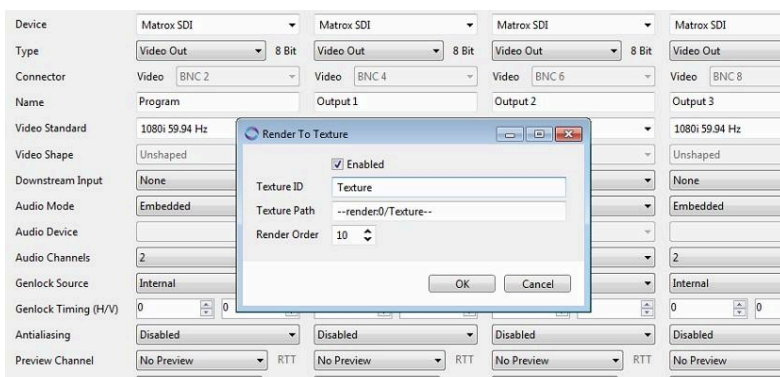 Device Matrox SDI Matrox SDI Matrox SDI Matrox SDI
Type Video Out 8 Bit Video Out 8 Bit Video Out 8 Bit Video Out
Connector Video BNC 2 Video BNC 4 Video BNC 6 Video BNC 8
Name Program Output 1 Output 2 Output 3
Video Standard 1080i 59.94 Hz 1080i 59.94 Hz
Video Shape Unshaped Unshaped
Downstream Input None None
Audio Mode Embedded Embedded
Audio Device
Audio Channels 2 2
Genlock Source Internal Internal
Genlock Timing (H/V) 0 0 0 0
Antialiasing Disabled Disabled Disabled Disabled
Preview Channel No Preview RTT No Preview RTT No Preview RTT No Preview
Render To Texture
Enabled
Texture ID Texture
Texture Path --render:0/Texture--
Render Order 10
OK Cancel